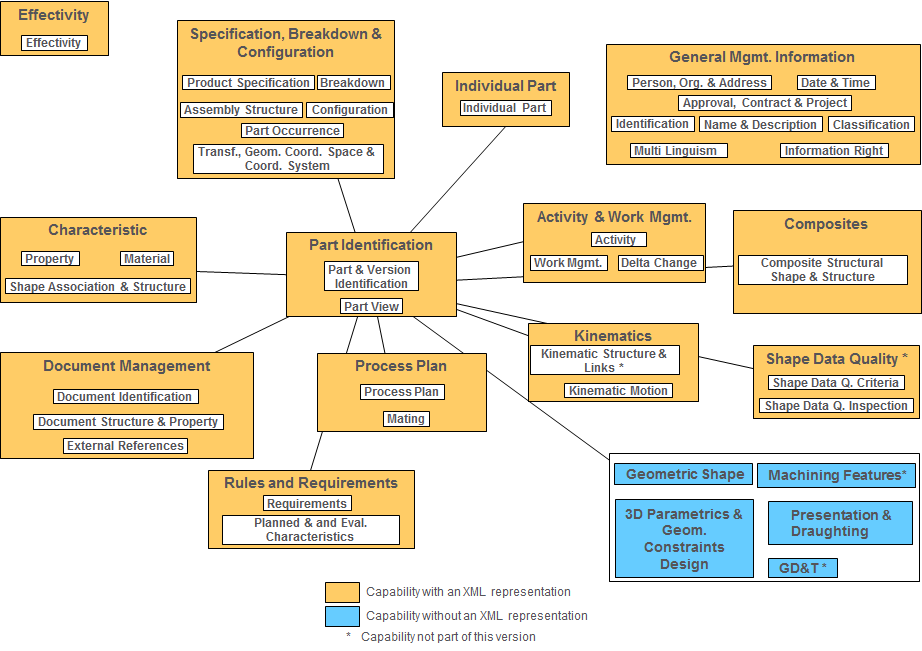 Effectivity
Effectivity
Specification, Breakdown &
Configuration
Product Specification
Breakdown
Assembly Structure
Configuration
Part Occurrence
Transf., Geom. Coord. Space &
Coord. System
Individual Part
Individual Part
General Mgmt. Information
Person, Org. & Address
Date & Time
Approval, Contract & Project
Identification
Name & Description
Classification
Multi Linguism
Information Right
Characteristic
Property
Material
Shape Association & Structure
Part Identification
Part & Version
Identification
Part View
Activity & Work Mgmt.
Activity
Work Mgmt.
Delta Change
Composites
Composite Structural
Shape & Structure
Document Management
Document Identification
Document Structure & Property
External References
Process Plan
Process Plan
Mating
Kinematics
Kinematic Structure &
Links *
Kinematic Motion
Shape Data Quality *
Shape Data Q. Criteria
Shape Data Q. Inspection
Rules and Requirements
Requirements
Planned & and Eval.
Characteristics
Geometric Shape
Machining Features*
3D Parametrics &
Geom.
Constraints
Design
Presentation &
Draughting
GD&T *
Capability with an XML representation
Capability without an XML representation
* Capability not part of this version